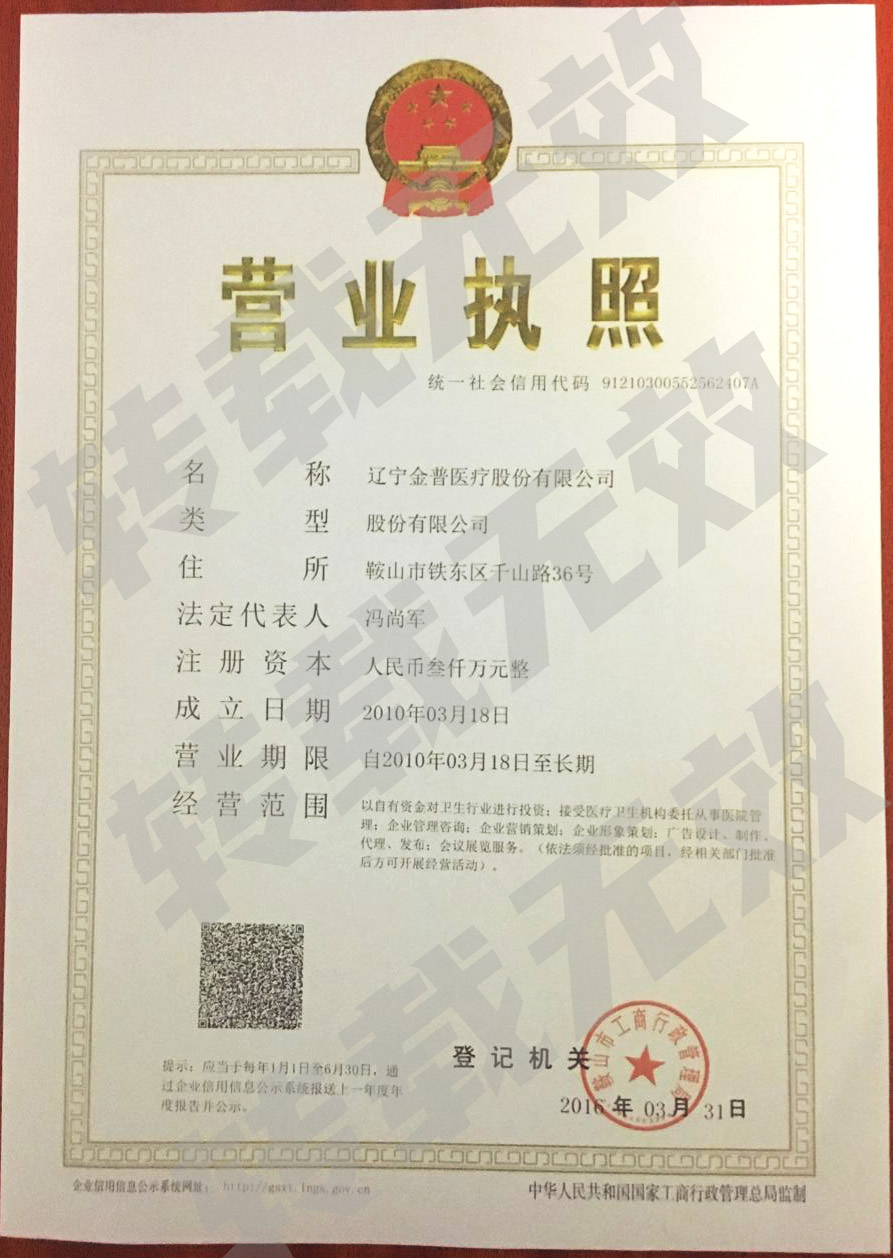 营业执照
统一社会信用代码 91210300552562407A
名称 辽宁金普医疗股份有限公司
类型 股份有限公司
住所 鞍山市铁东区千山路36号
法定代表人 冯尚军
注册资本 人民币叁仟万元整
成立日期 2010年03月18日
营业期限 自2010年03月18日至长期
经营范围 以自有资金对卫生行业进行投资;接受医疗卫生机构委托从事医院管
理;企业管理咨询;企业营销策划;企业形象策划;广告设计、制作、
代理、发布;会议展览服务。(依法须经批准的项目,经相关部门批准
后方可开展经营活动)。
提示:应当于每年1月1日至6月30日,通
过企业信用信息公示系统报送上一年度年
度报告并公示。
登记机关
鞍山市工商行政管理局
2016年03月31日
企业信用信息公示系统网址: http://gsxt.lngs.gov.cn
中华人民共和国国家工商行政管理总局监制
转载无效
转载无效
转载无效
转载无效